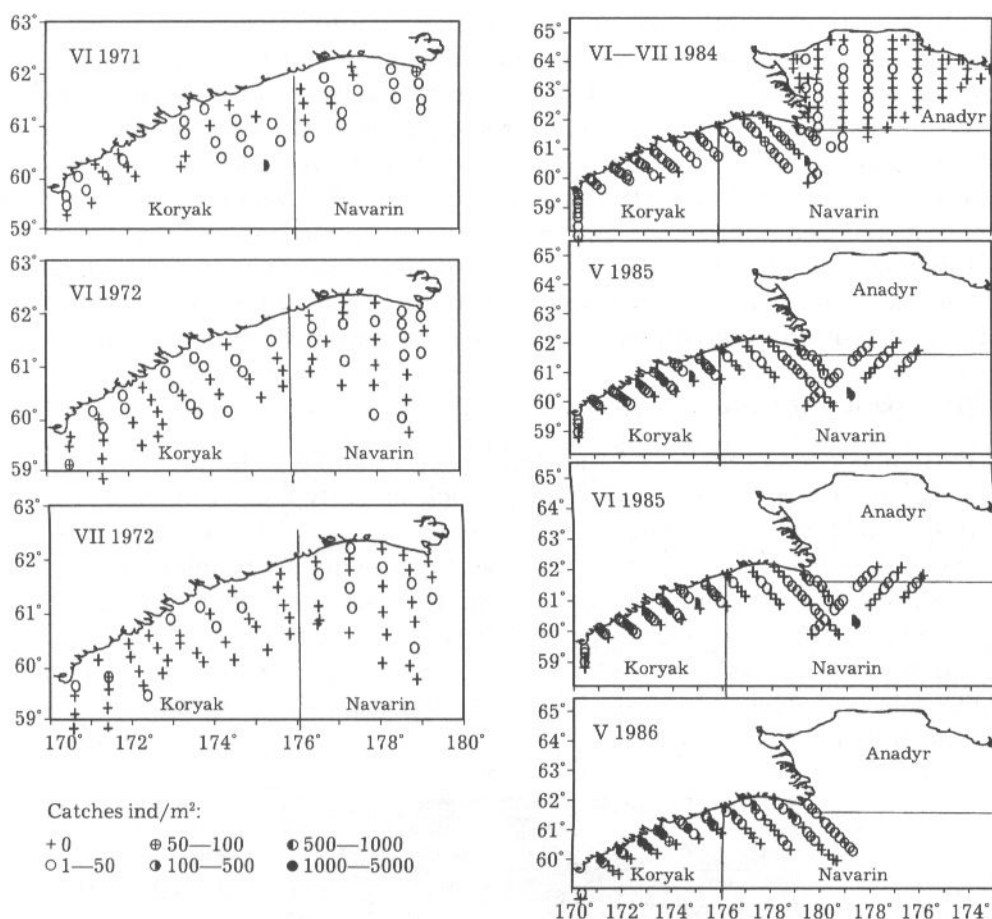 VI 1971
63°
62°
61°
60°
59°
Koryak
Navarin
VI 1972
63°
62°
61°
60°
59°
Koryak
Navarin
VII 1972
63°
62°
61°
60°
59°
Koryak
Navarin
170° 172° 174° 176° 178° 180°
Catches ind/m²:
+ 0
○ 1—50
⊕ 50—100
◑ 100—500
◐ 500—1000
● 1000—5000
VI—VII 1984
65°
64°
63°
62°
61°
60°
59°
Anadyr
Koryak
Navarin
V 1985
65°
64°
63°
62°
61°
60°
59°
Anadyr
Koryak
Navarin
VI 1985
65°
64°
63°
62°
61°
60°
59°
Anadyr
Koryak
Navarin
V 1986
65°
64°
63°
62°
61°
60°
Anadyr
Koryak
Navarin
170° 172° 174° 176° 178° 180° 178° 176° 174°